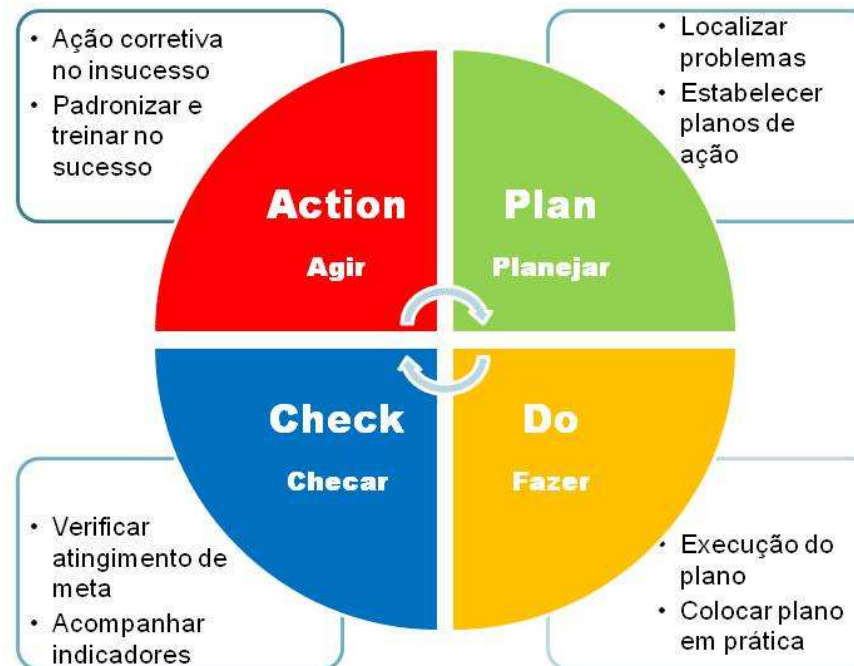 • Ação corretiva
no insucesso
• Padronizar e
treinar no
sucesso
• Localizar
problemas
• Estabelecer
planos de
ação
Action
Agir
Plan
Planejar
Check
Checar
Do
Fazer
• Verificar
atingimento de
meta
• Acompanhar
indicadores
• Execução do
plano
• Colocar plano
em prática